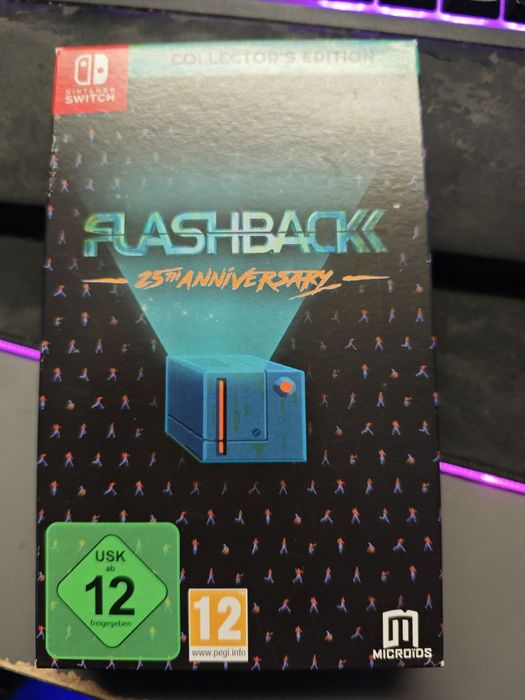 COLLECTOR'S EDITION
NINTENDO
SWITCH
FLASHBACK
25TH ANNIVERSARY
USK
ab
12
freigegeben
12
www.pegi.info
MICROIDS